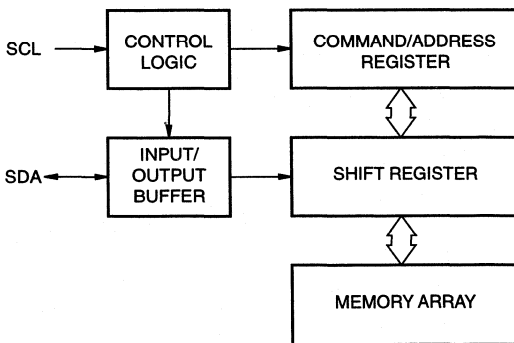 SCL
CONTROL
LOGIC
COMMAND/ADDRESS
REGISTER
SDA
INPUT/
OUTPUT
BUFFER
SHIFT REGISTER
MEMORY ARRAY